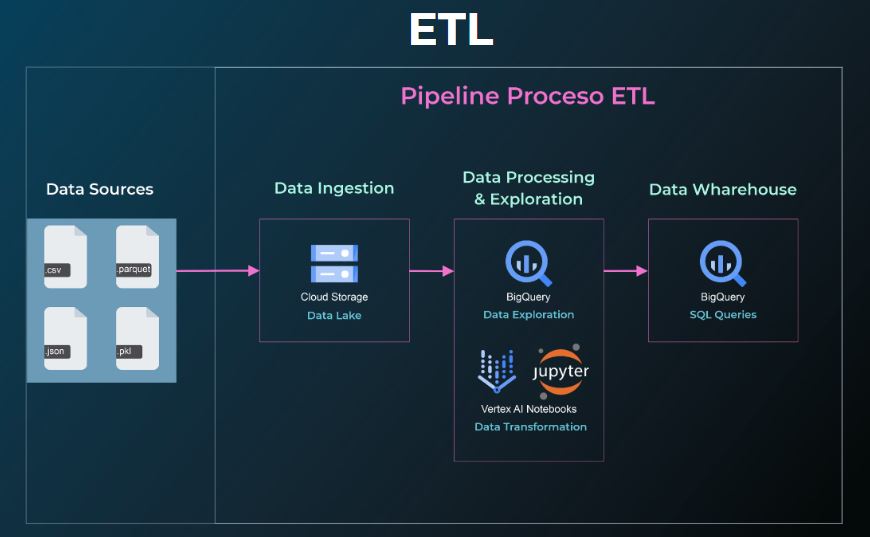 ETL
Pipeline Proceso ETL
Data Sources
.csv
.parquet
.json
.pkl
Data Ingestion
Cloud Storage
Data Lake
Data Processing
& Exploration
BigQuery
Data Exploration
jupyter
Vertex AI Notebooks
Data Transformation
Data Wharehouse
BigQuery
SQL Queries